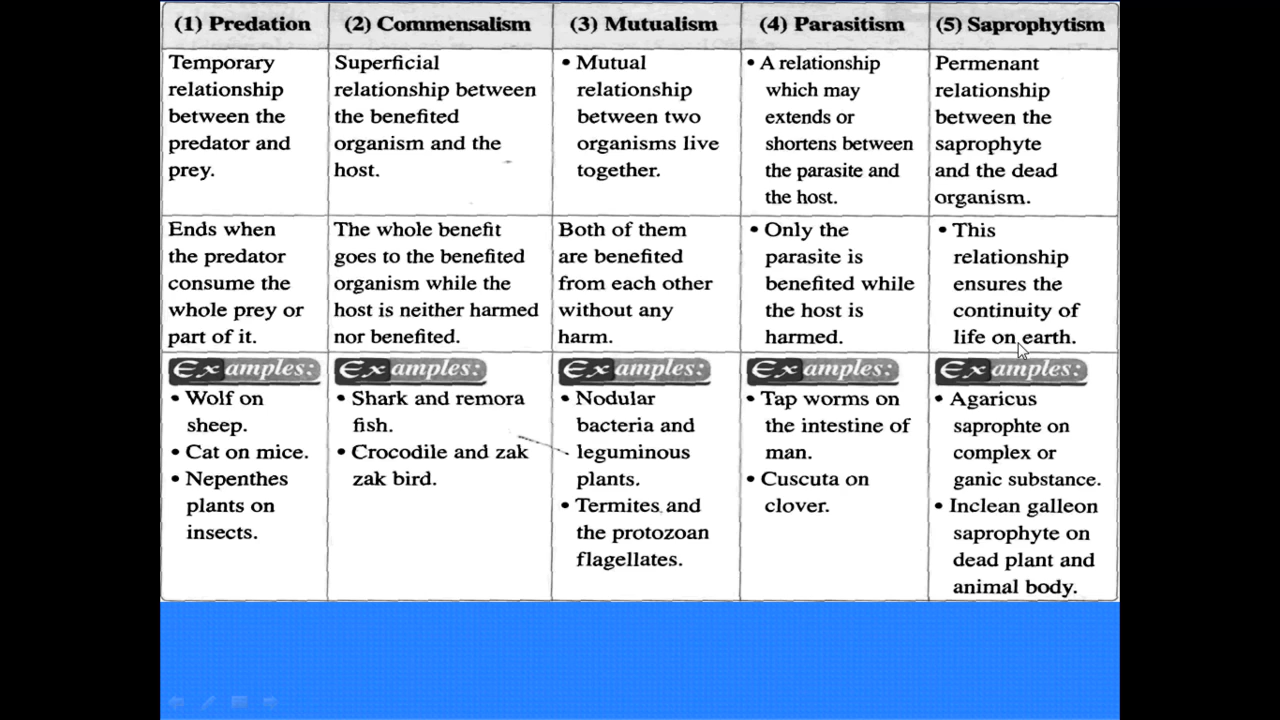 (1) Predation
(2) Commensalism
(3) Mutualism
(4) Parasitism
(5) Saprophytism
Temporary
relationship
between the
predator and
prey.
Superficial
relationship between
the benefited
organism and the
host.
• Mutual
relationship
between two
organisms live
together.
• A relationship
which may
extends or
shortens between
the parasite and
the host.
Permenant
relationship
between the
saprophyte
and the dead
organism.
Ends when
the predator
consume the
whole prey or
part of it.
The whole benefit
goes to the benefited
organism while the
host is neither harmed
nor benefited.
Both of them
are benefited
from each other
without any
harm.
• Only the
parasite is
benefited while
the host is
harmed.
• This
relationship
ensures the
continuity of
life on earth.
Examples:
• Wolf on
sheep.
• Cat on mice.
• Nepenthes
plants on
insects.
Examples:
• Shark and remora
fish.
• Crocodile and zak
zak bird.
Examples:
• Nodular
bacteria and
leguminous
plants.
• Termites and
the protozoan
flagellates.
Examples:
• Tap worms on
the intestine of
man.
• Cuscuta on
clover.
Examples:
• Agaricus
saprophte on
complex or
ganic substance.
• Inclean galleon
saprophyte on
dead plant and
animal body.